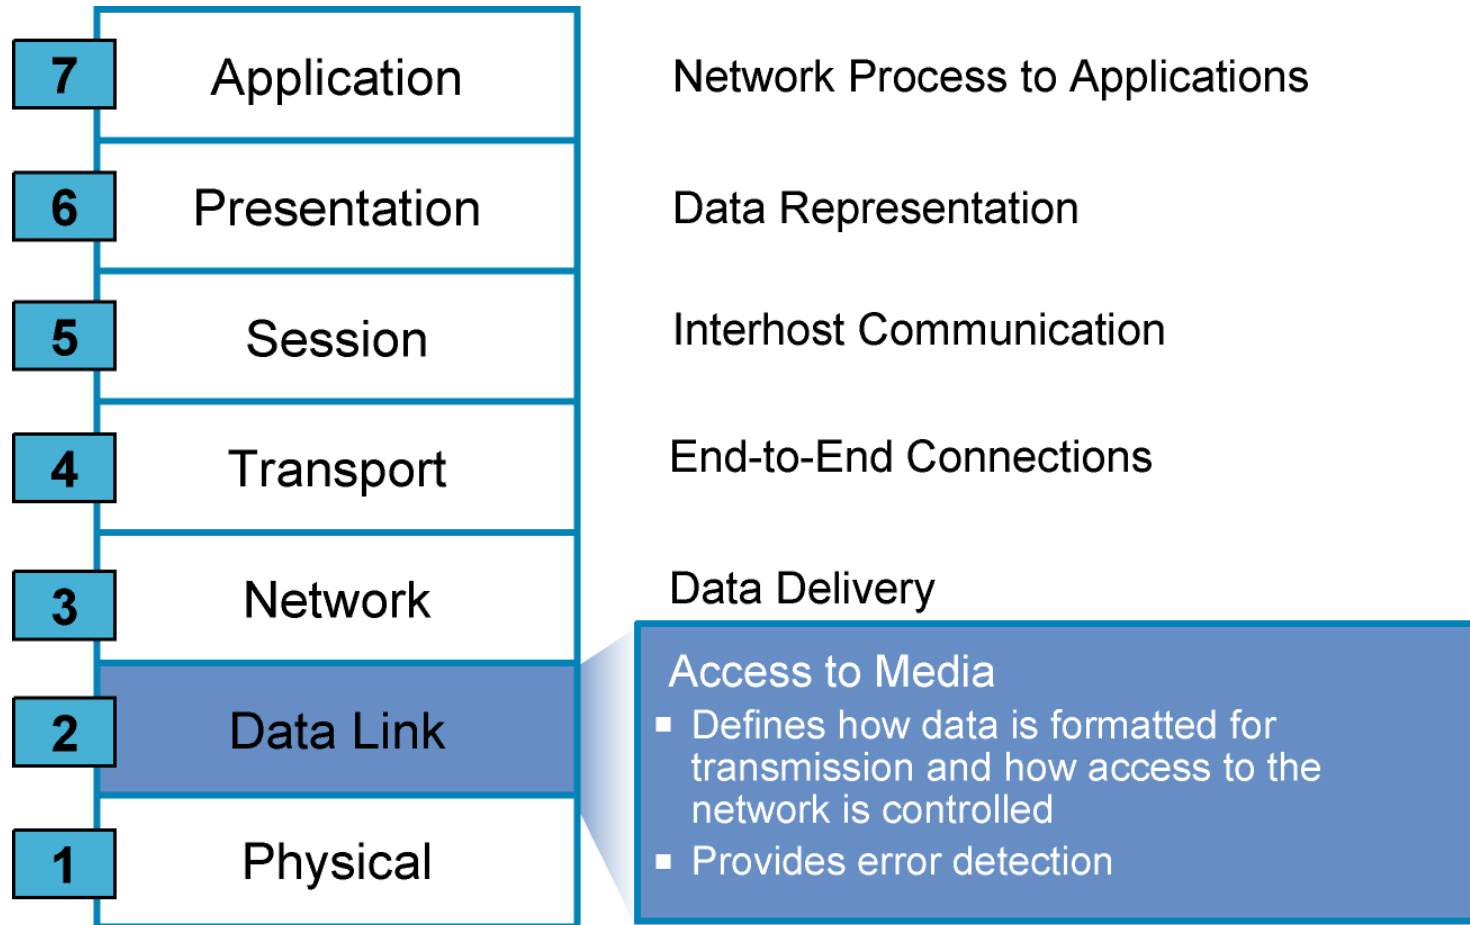 7 Application Network Process to Applications
6 Presentation Data Representation
5 Session Interhost Communication
4 Transport End-to-End Connections
3 Network Data Delivery
2 Data Link Access to Media
▪ Defines how data is formatted for
transmission and how access to the
network is controlled
▪ Provides error detection
1 Physical